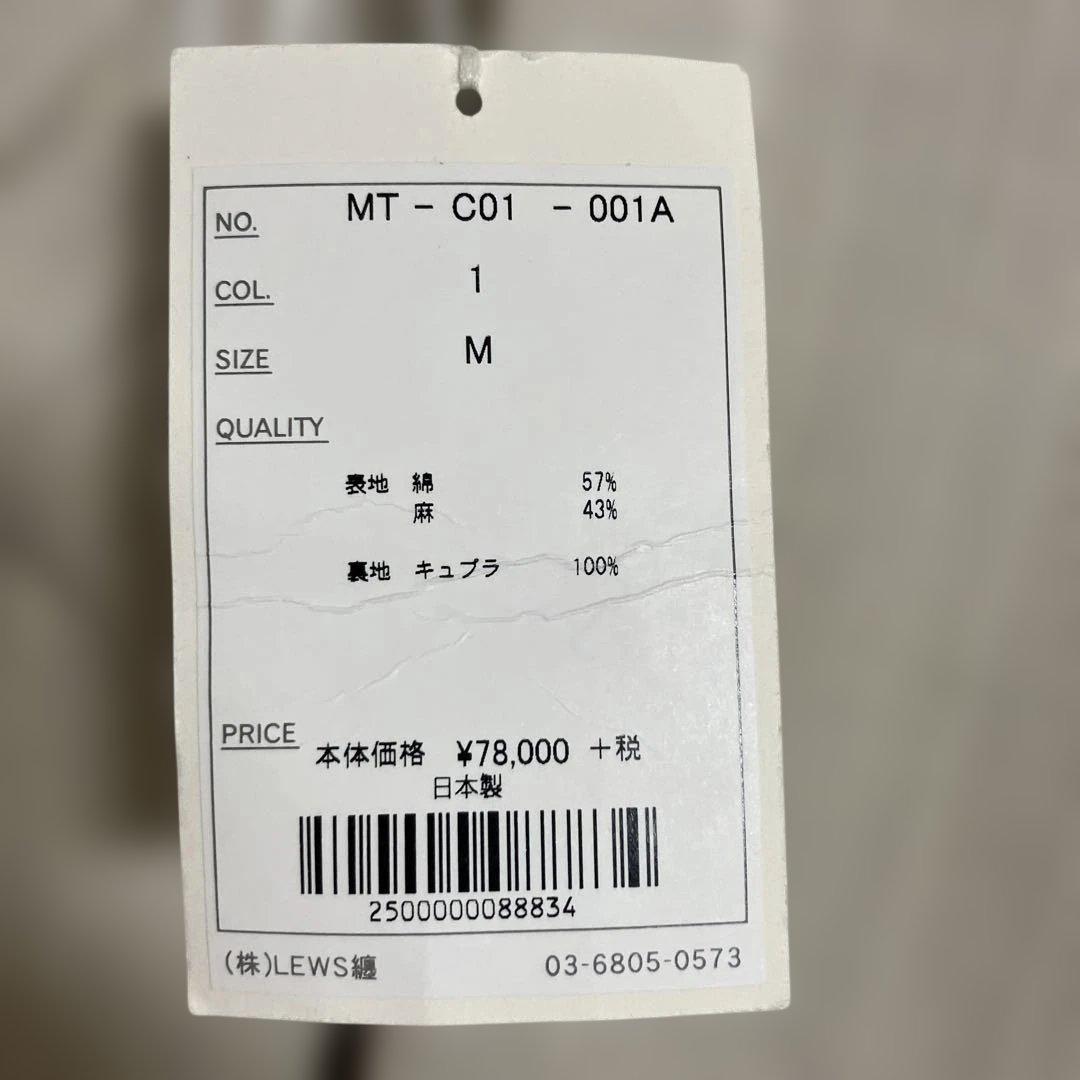 NO. MT - C01 - 001A
COL. 1
SIZE M
QUALITY
表地 綿 57%
麻 43%
裏地 キュプラ 100%
PRICE 本体価格 ¥78,000 +税
日本製
2500000088834
(株)LEWS纏 03-6805-0573